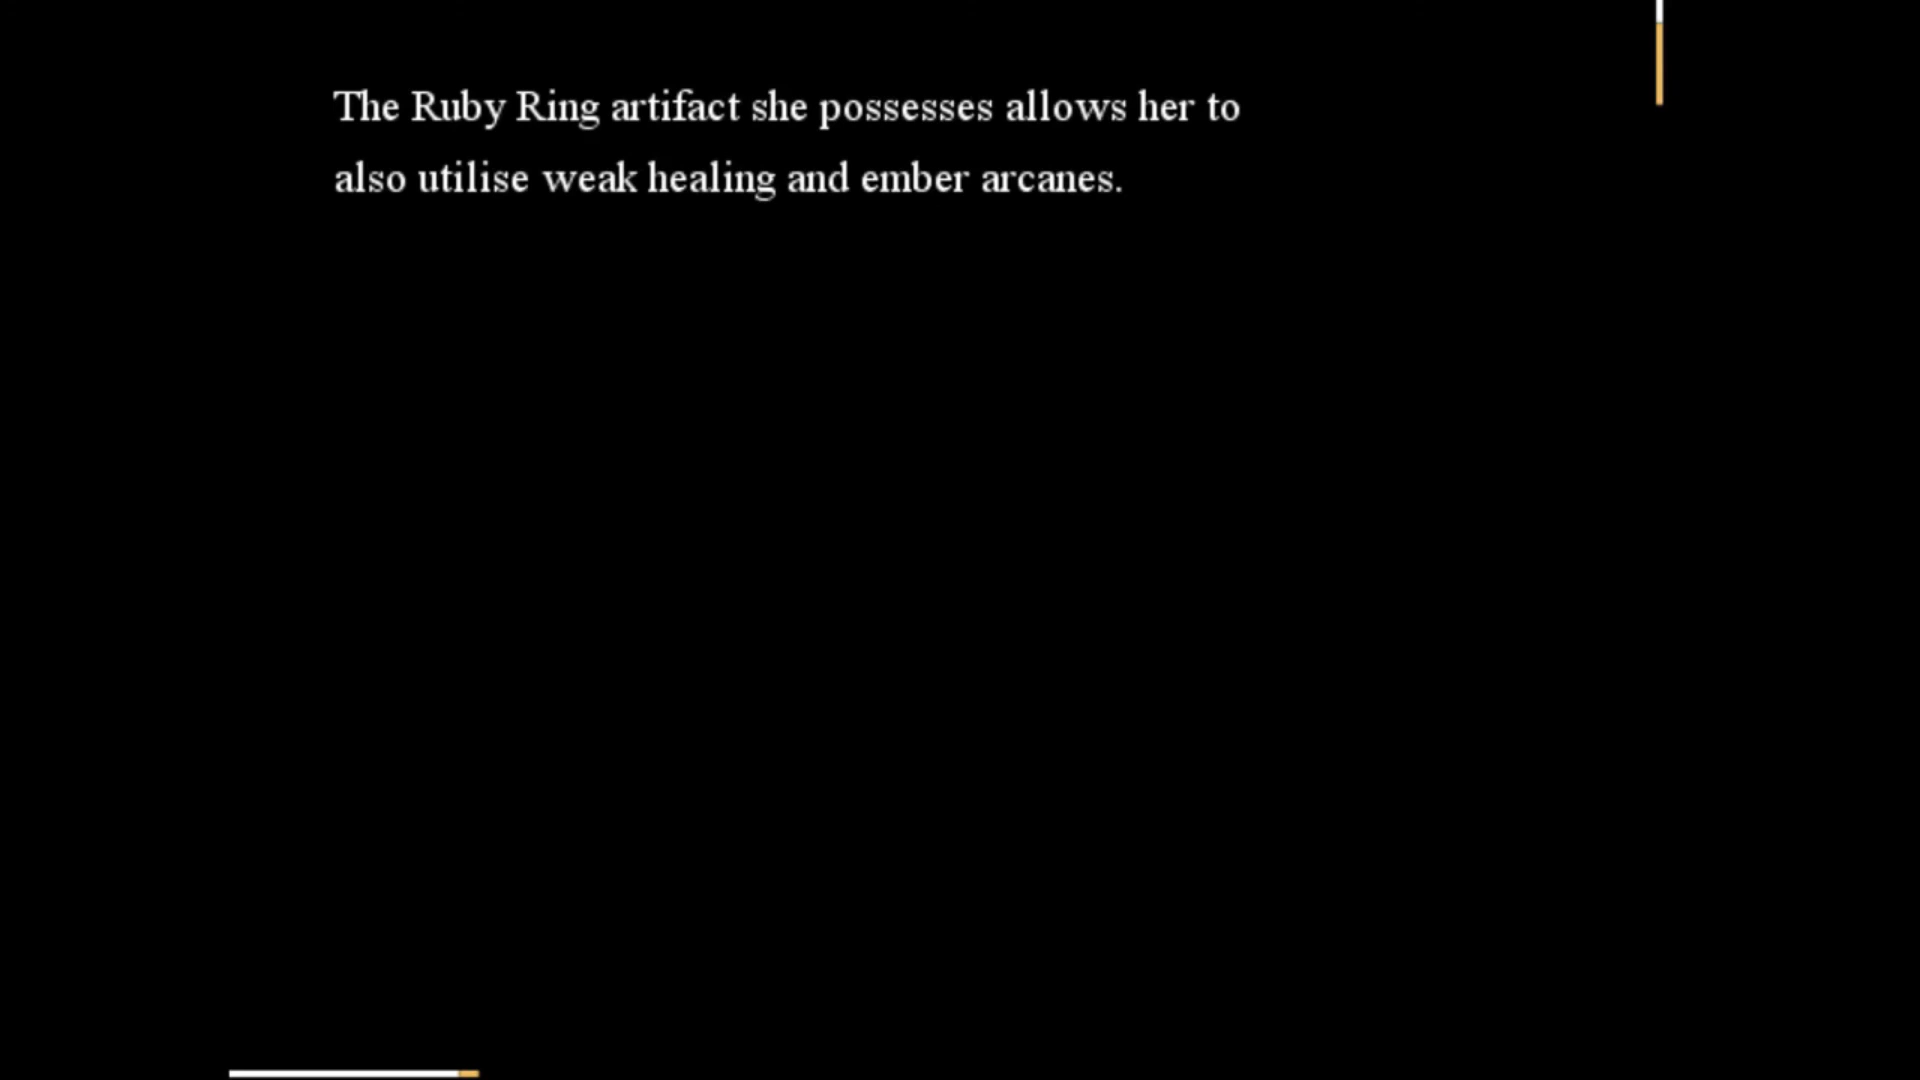 The Ruby Ring artifact she possesses allows her to
also utilise weak healing and ember arcanes.